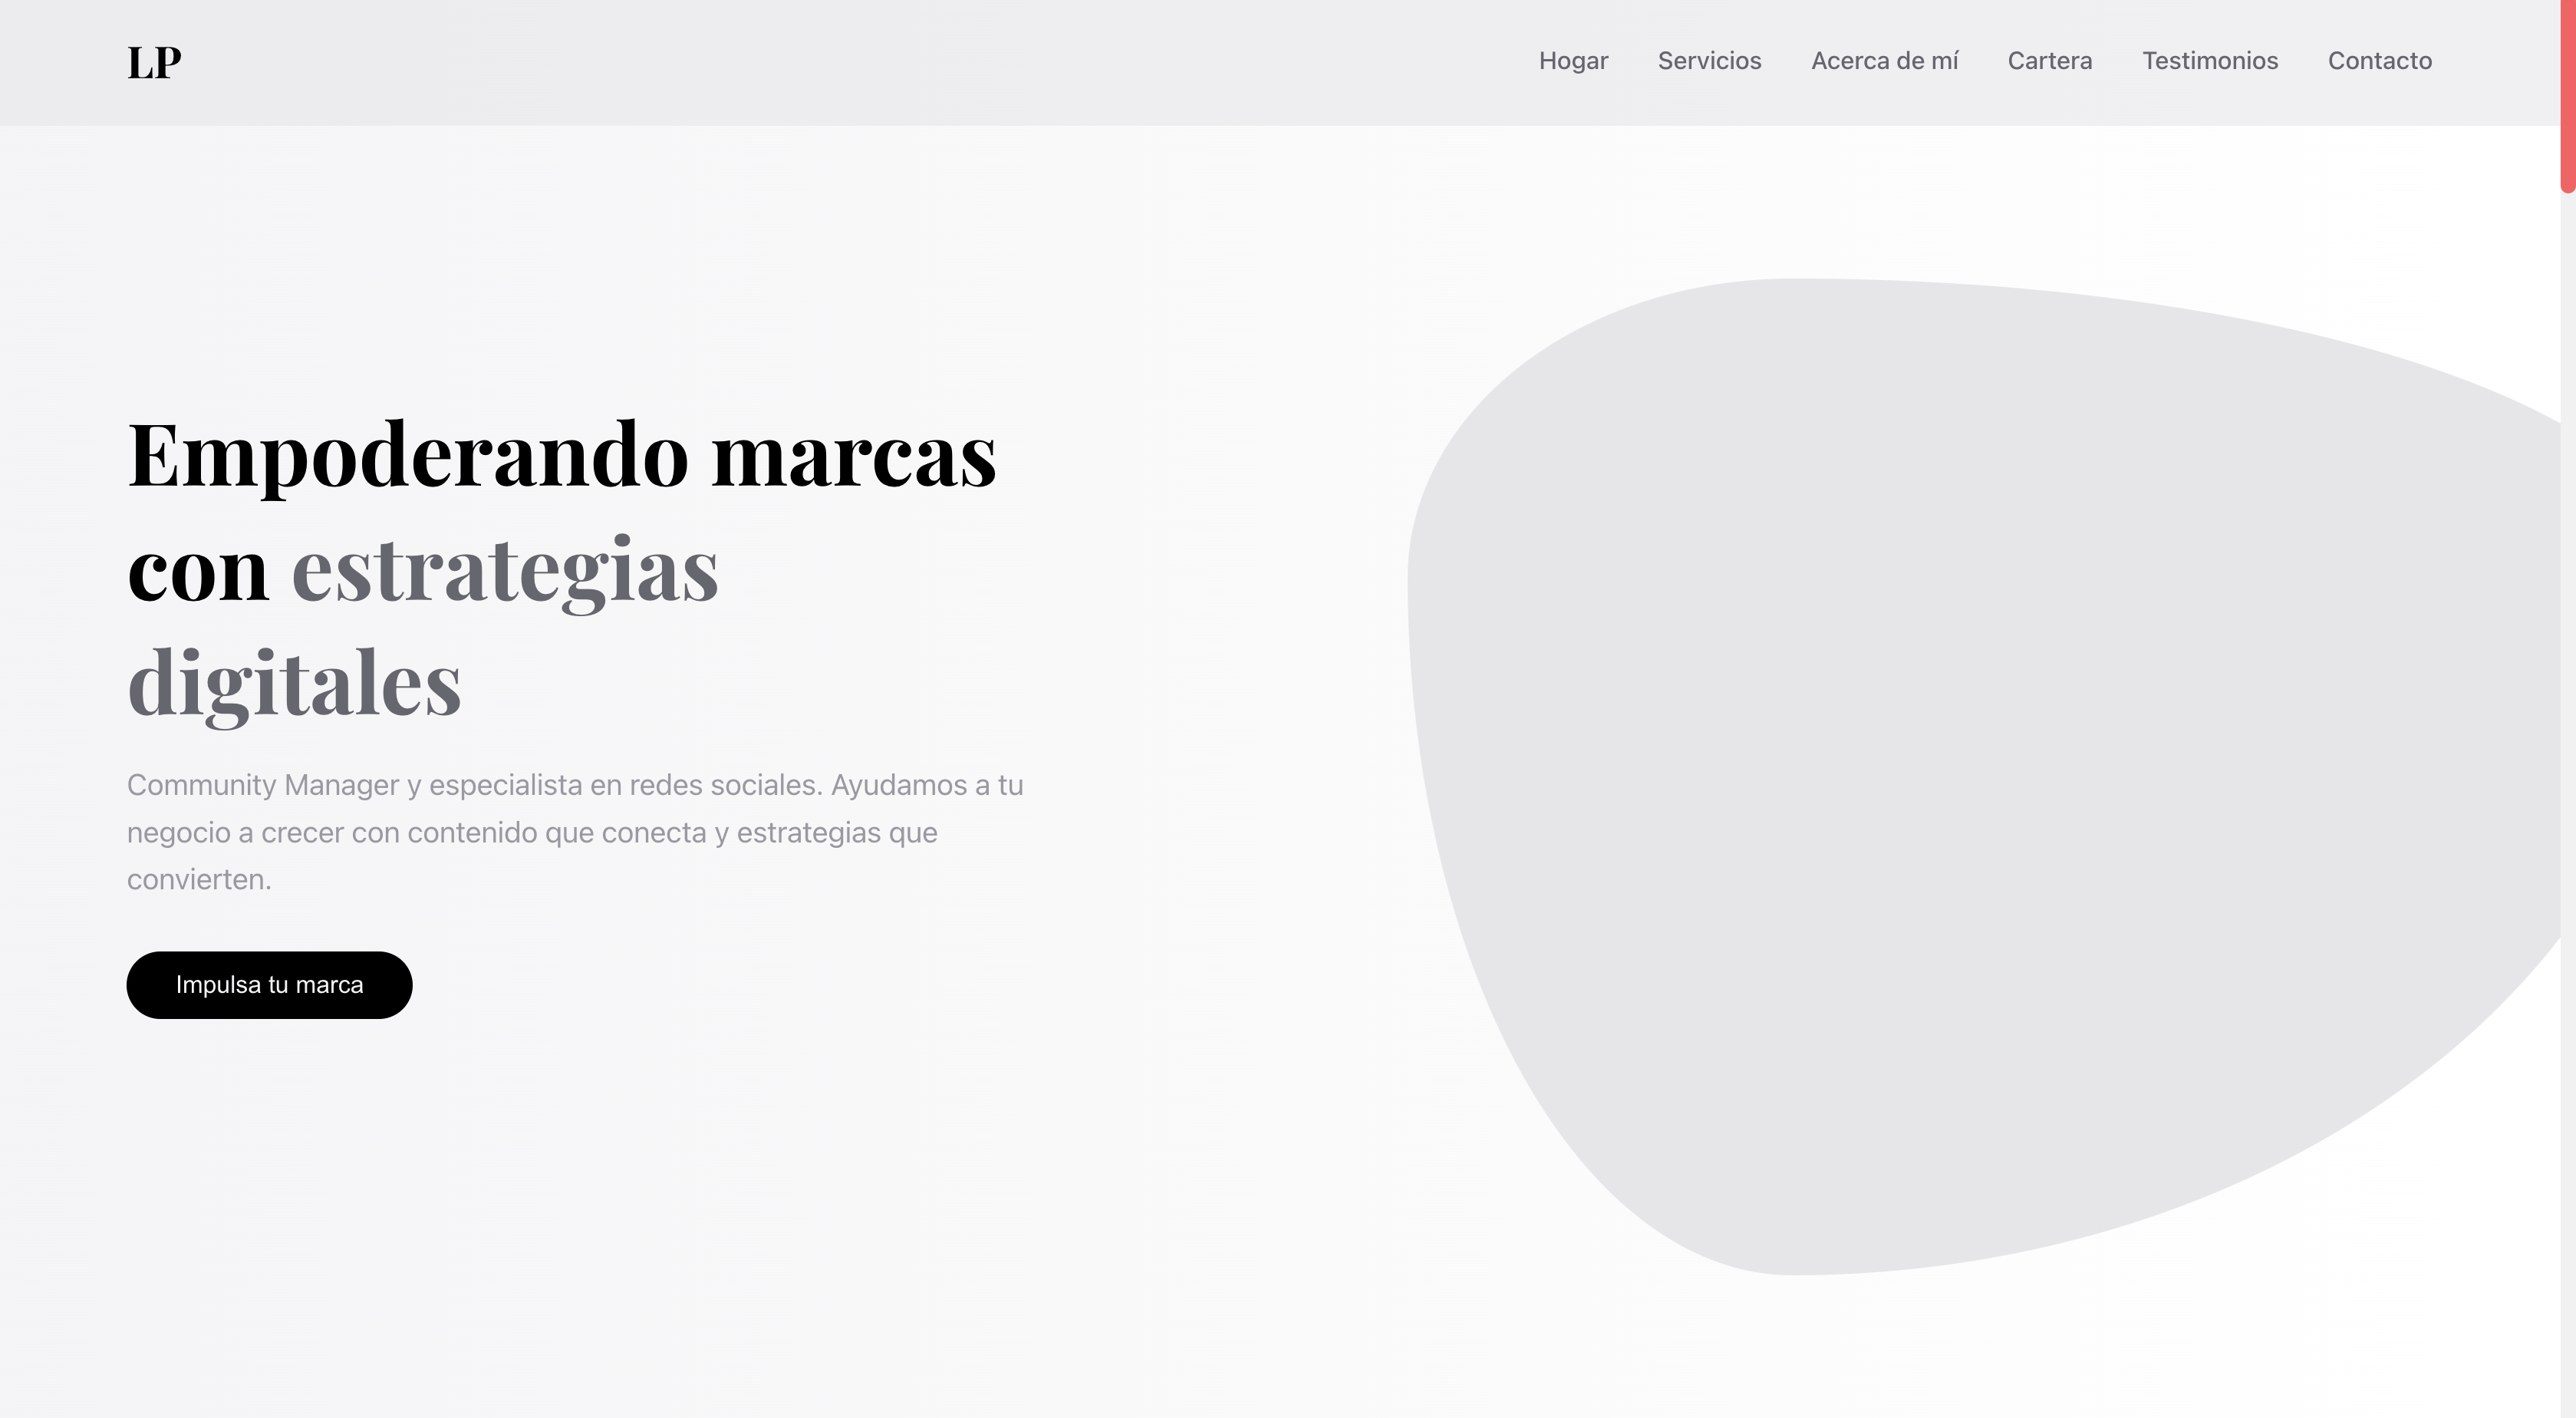 LP
Hogar Servicios Acerca de mí Cartera Testimonios Contacto
Empoderando marcas
con estrategias
digitales
Community Manager y especialista en redes sociales. Ayudamos a tu
negocio a crecer con contenido que conecta y estrategias que
convierten.
Impulsa tu marca